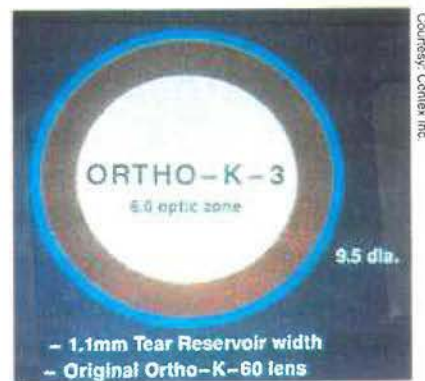 ORTHO-K-3
6.0 optic zone
9.5 dia.
- 1.1mm Tear Reservoir width
- Original Ortho-K-60 lens
Courtesy: Contex Inc.